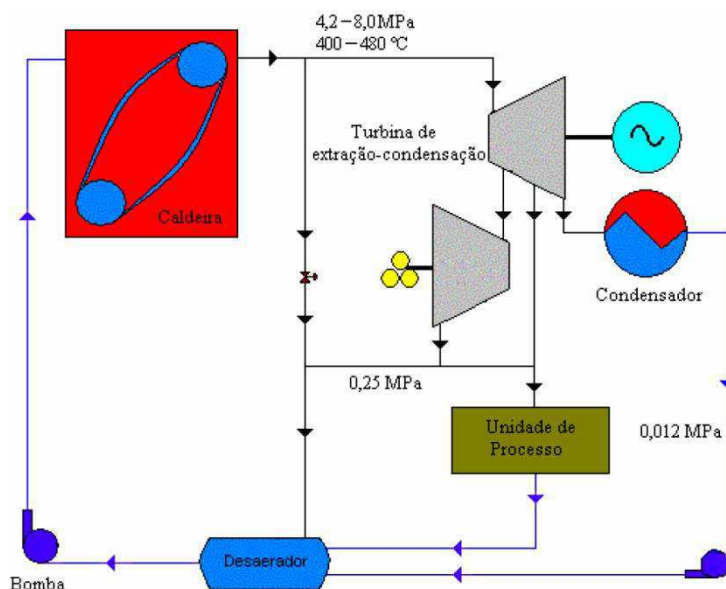 4,2–8,0MPa
400–480 ºC
Turbina de
extração-condensação
Caldeira
Condensador
0,25 MPa
Unidade de
Processo
0,012 MPa
Desaerador
Bomba